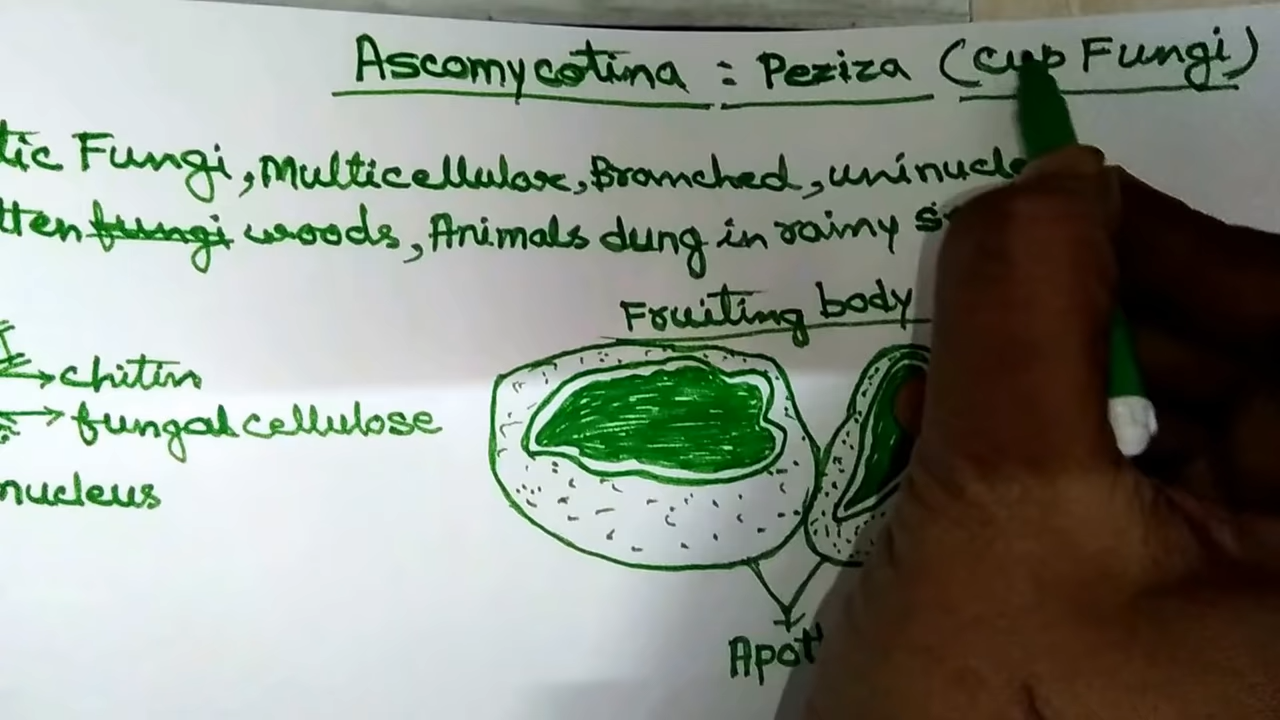 Ascomycotina : Peziza (cup Fungi)
tic Fungi, Multicellular, Branched, uninucle
tten fungi woods, Animals dung in rainy s
Fruiting body
chitin
fungal cellulose
nucleus
Apot